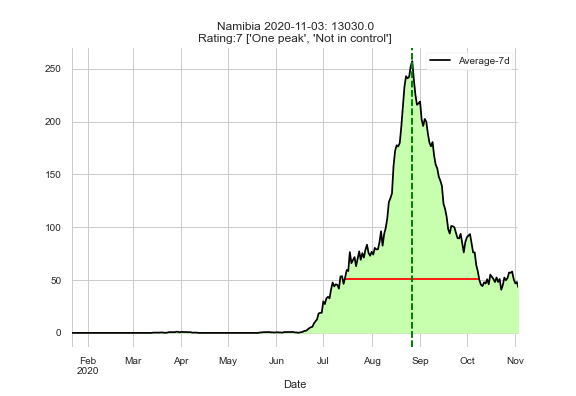 Namibia 2020-11-03: 13030.0
Rating:7 ['One peak', 'Not in control']
Average-7d
250
200
150
100
50
0
Feb Mar Apr May Jun Jul Aug Sep Oct Nov
2020
Date